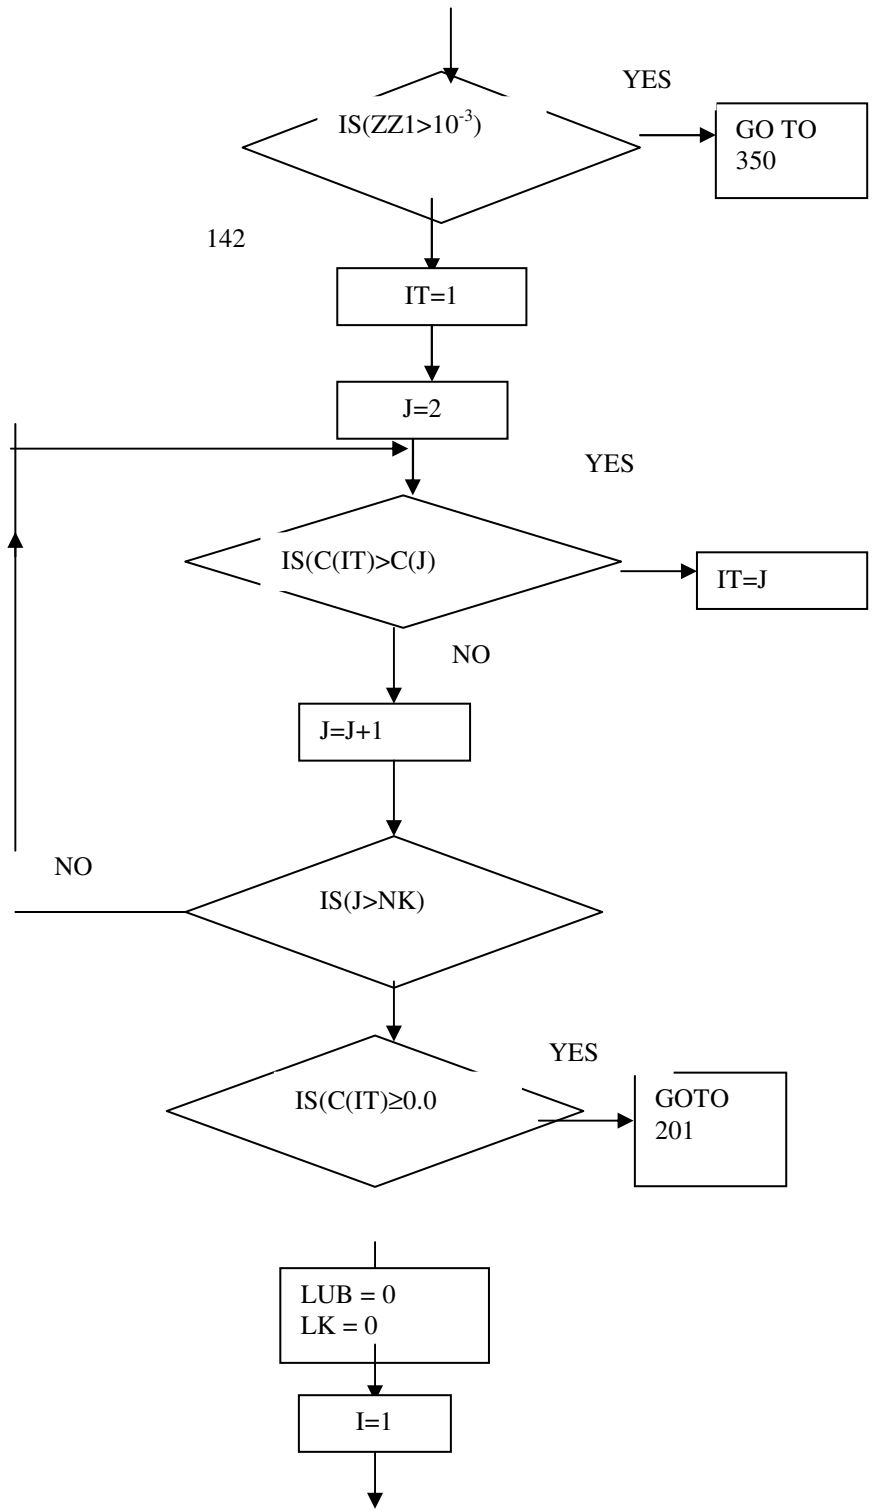 YES
IS(ZZ1>10⁻³)
GO TO
350
142
IT=1
J=2
YES
IS(C(IT)>C(J)
IT=J
NO
J=J+1
NO
IS(J>NK)
YES
IS(C(IT)≥0.0
GOTO
201
LUB = 0
LK = 0
I=1